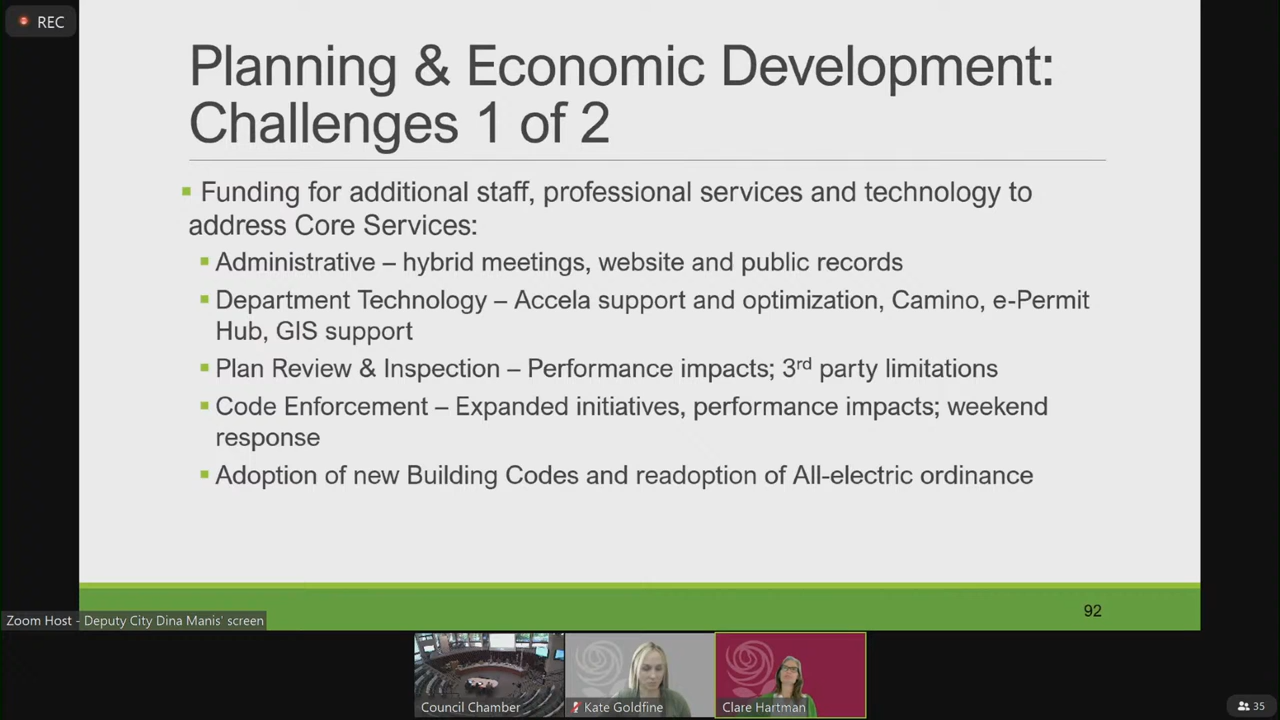 REC
Planning & Economic Development:
Challenges 1 of 2
Funding for additional staff, professional services and technology to
address Core Services:
Administrative – hybrid meetings, website and public records
Department Technology – Accela support and optimization, Camino, e-Permit
Hub, GIS support
Plan Review & Inspection – Performance impacts; 3rd party limitations
Code Enforcement – Expanded initiatives, performance impacts; weekend
response
Adoption of new Building Codes and readoption of All-electric ordinance
92
Zoom Host - Deputy City Dina Manis' screen
Council Chamber
Kate Goldfine
Clare Hartman
35